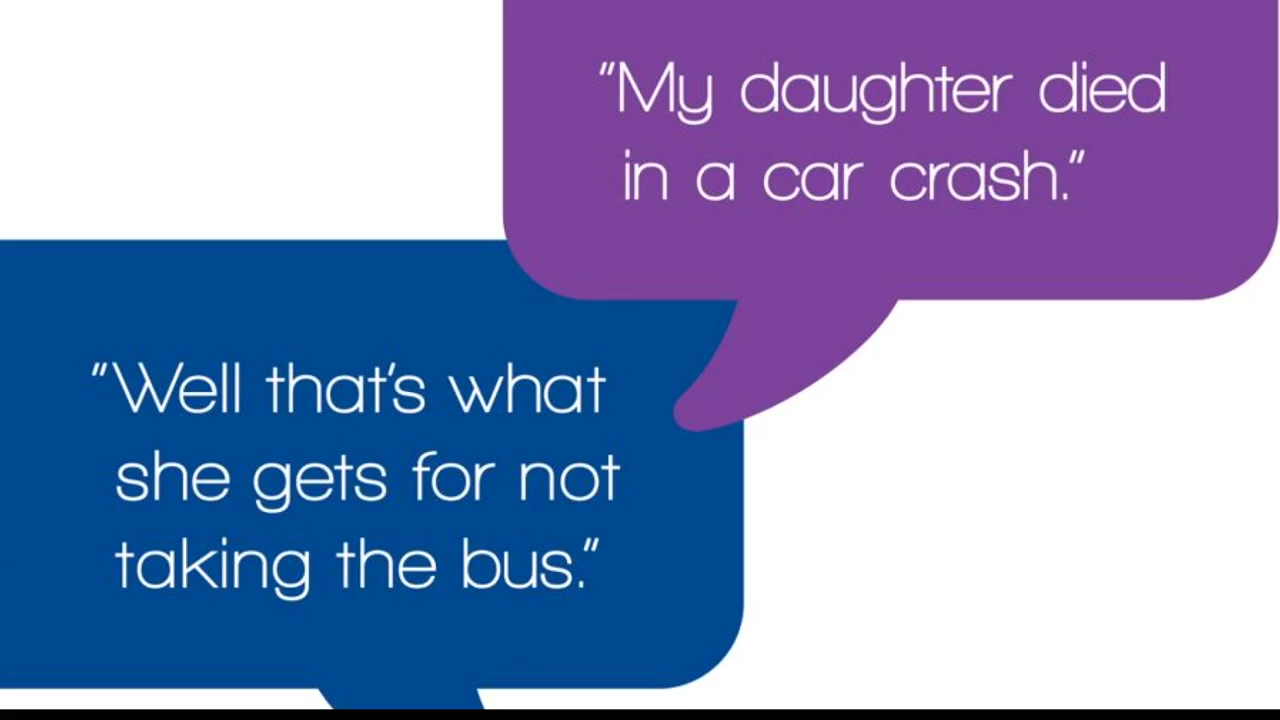 "My daughter died
in a car crash."
"Well that's what
she gets for not
taking the bus."